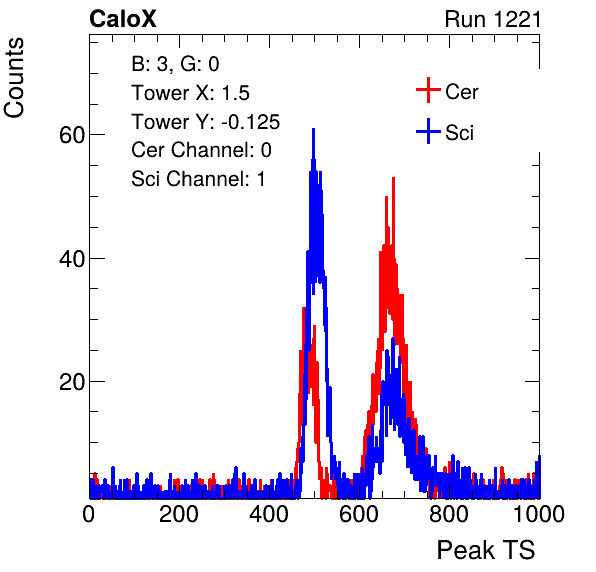 CaloX Run 1221
Counts
B: 3, G: 0
Tower X: 1.5
Tower Y: -0.125
Cer Channel: 0
Sci Channel: 1
Cer
Sci
60
40
20
0 200 400 600 800 1000
Peak TS